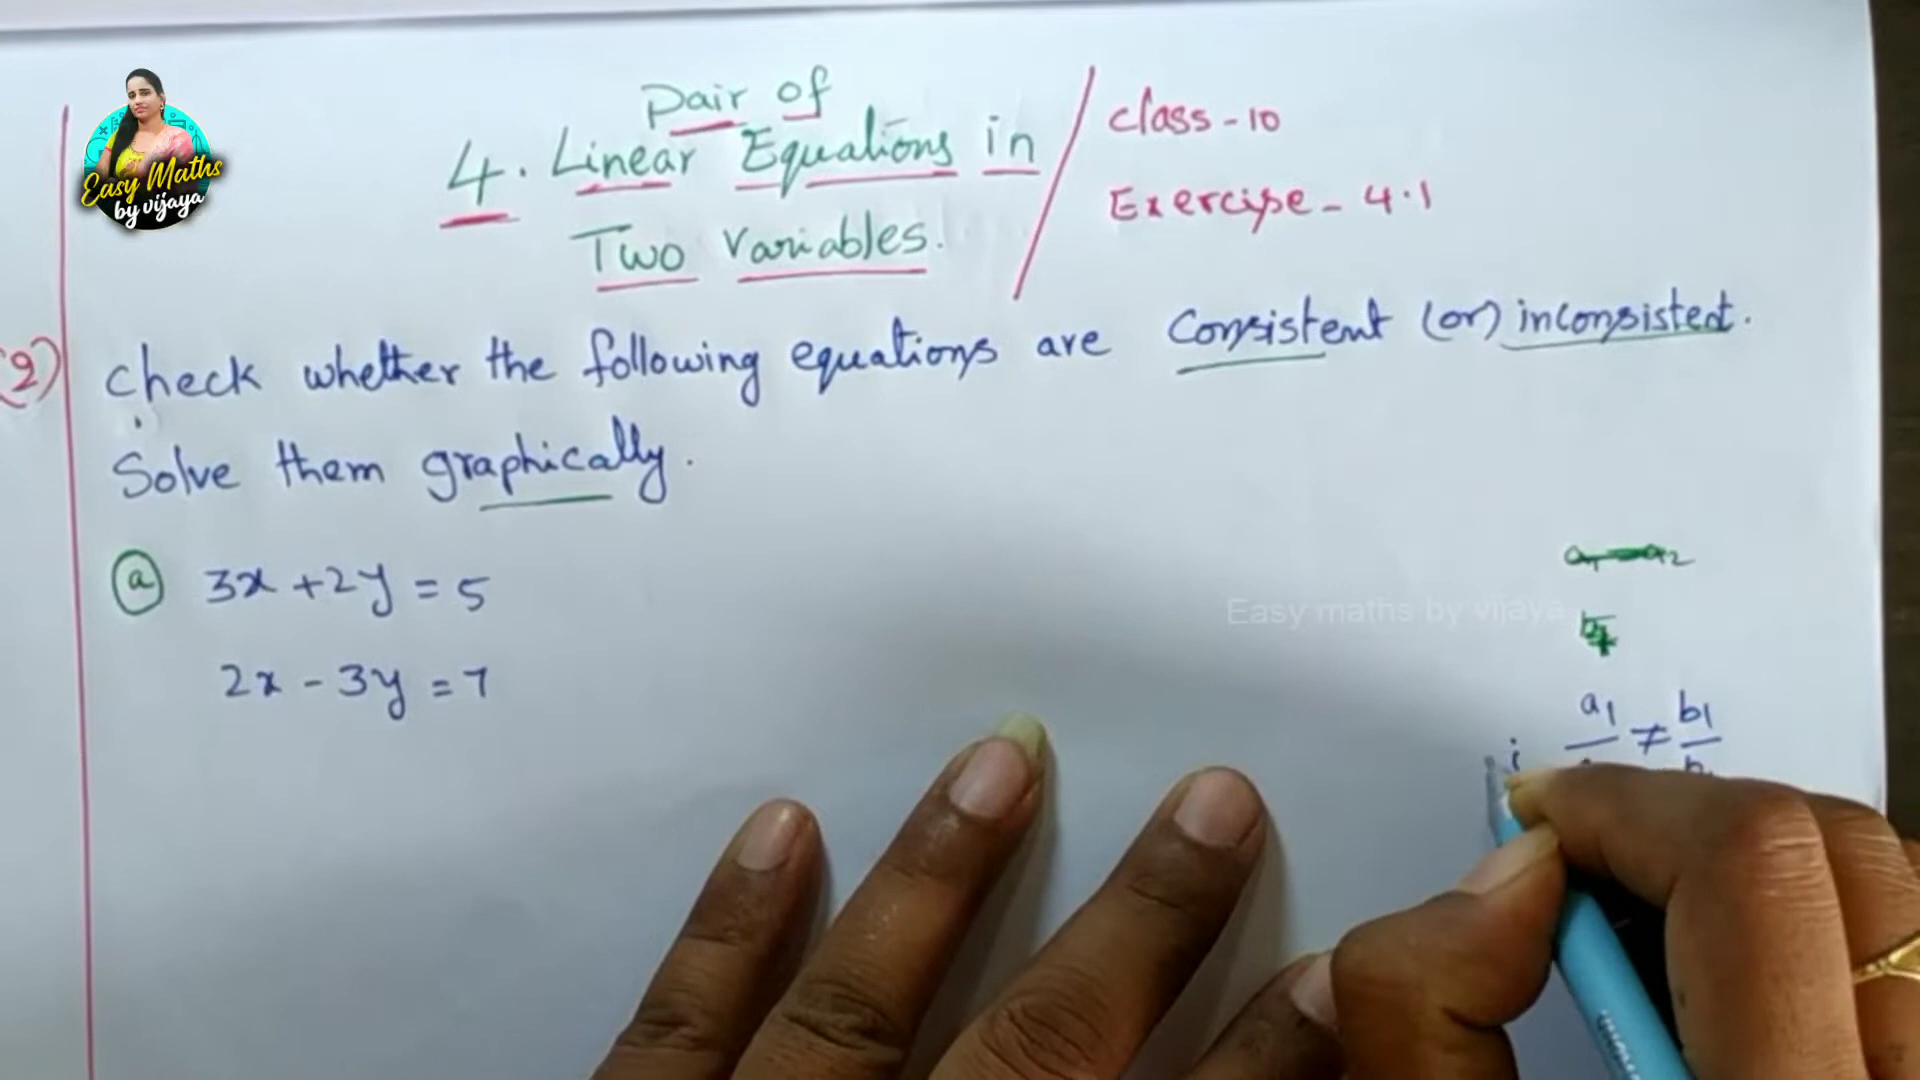 Easy Maths
by vijaya
Pair of
4. Linear Equations in
Two Variables.
Class - 10
Exercise - 4.1
(2) Check whether the following equations are Consistent (or) inconsistent.
Solve them graphically.
(a) 3x + 2y = 5
2x - 3y = 7
Easy maths by vijaya
i a1 ≠ b1